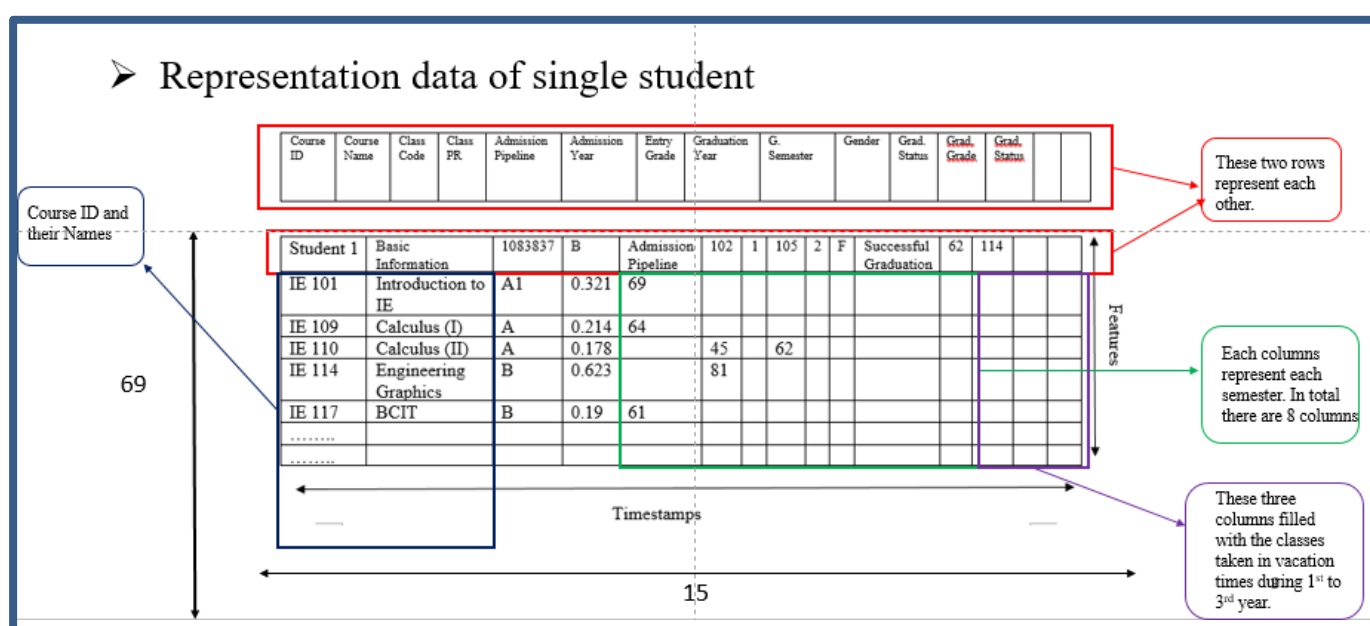 ➢ Representation data of single student
Course ID | Course Name | Class Code | Class PR | Admission Pipeline | Admission Year | Entry Grade | Graduation Year | G. Semester | Gender | Grad. Status | Grad. Grade | Grad. Status
These two rows
represent each
other.
Course ID and
their Names
Student 1 | Basic Information | 1083837 | B | Admission Pipeline | 102 | 1 | 105 | 2 | F | Successful Graduation | 62 | 114
IE 101 | Introduction to IE | A1 | 0.321 | 69
IE 109 | Calculus (I) | A | 0.214 | 64
IE 110 | Calculus (II) | A | 0.178 | 45 | 62
IE 114 | Engineering Graphics | B | 0.623 | 81
IE 117 | BCIT | B | 0.19 | 61
........
........
Features
69
Each columns
represent each
semester. In total
there are 8 columns
Timestamps
15
These three
columns filled
with the classes
taken in vacation
times during 1st to
3rd year.